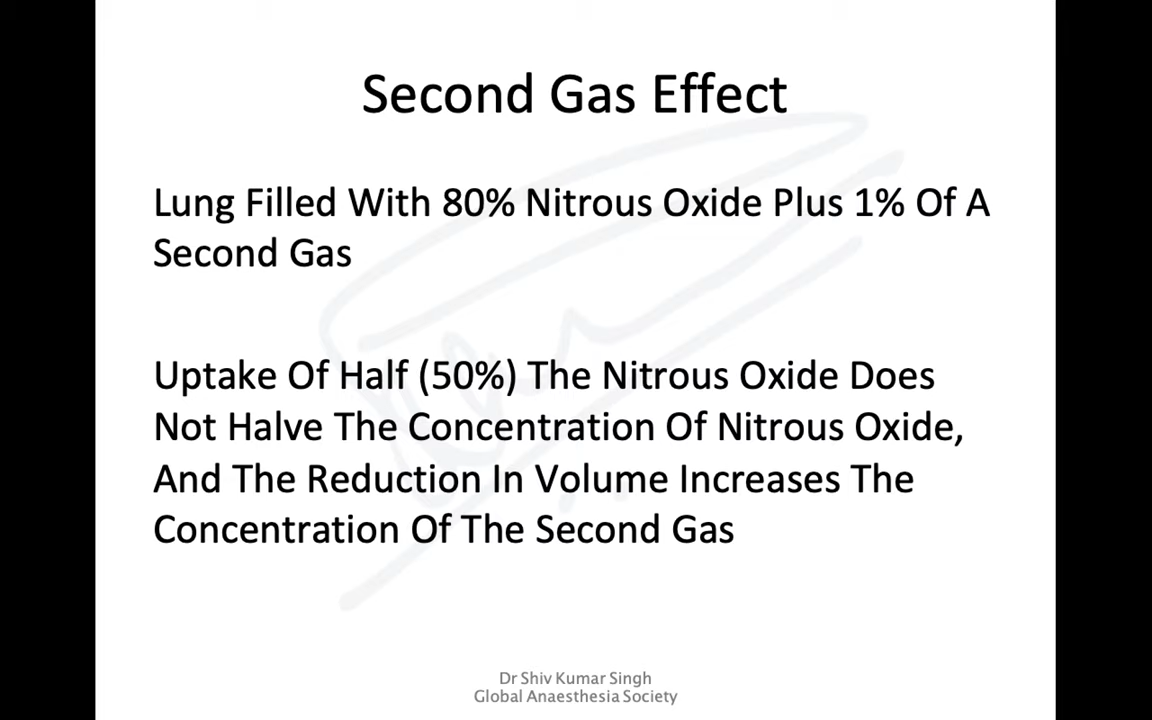 Second Gas Effect
Lung Filled With 80% Nitrous Oxide Plus 1% Of A
Second Gas
Uptake Of Half (50%) The Nitrous Oxide Does
Not Halve The Concentration Of Nitrous Oxide,
And The Reduction In Volume Increases The
Concentration Of The Second Gas
Dr Shiv Kumar Singh
Global Anaesthesia Society